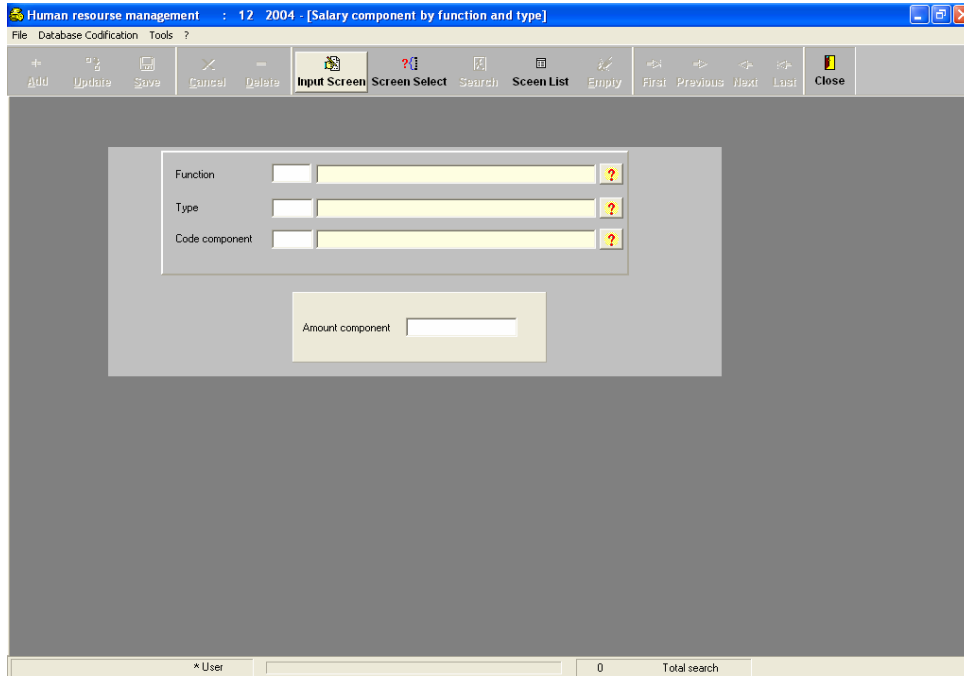 Human resourse management : 12 2004 - [Salary component by function and type]
File Database Codification Tools ?
Add Update Save Cancel Delete Input Screen Screen Select Search Sceen List Empty First Previous Next Last Close
Function ?
Type ?
Code component ?
Amount component
* User 0 Total search